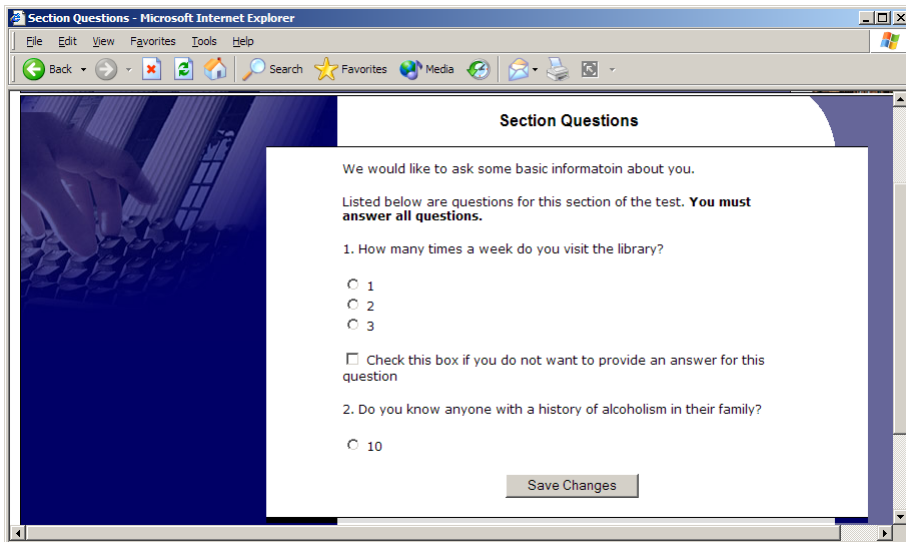 Section Questions - Microsoft Internet Explorer
File Edit View Favorites Tools Help
Back Search Favorites Media
Section Questions
We would like to ask some basic informatoin about you.
Listed below are questions for this section of the test. You must
answer all questions.
1. How many times a week do you visit the library?
1
2
3
Check this box if you do not want to provide an answer for this
question
2. Do you know anyone with a history of alcoholism in their family?
10
Save Changes